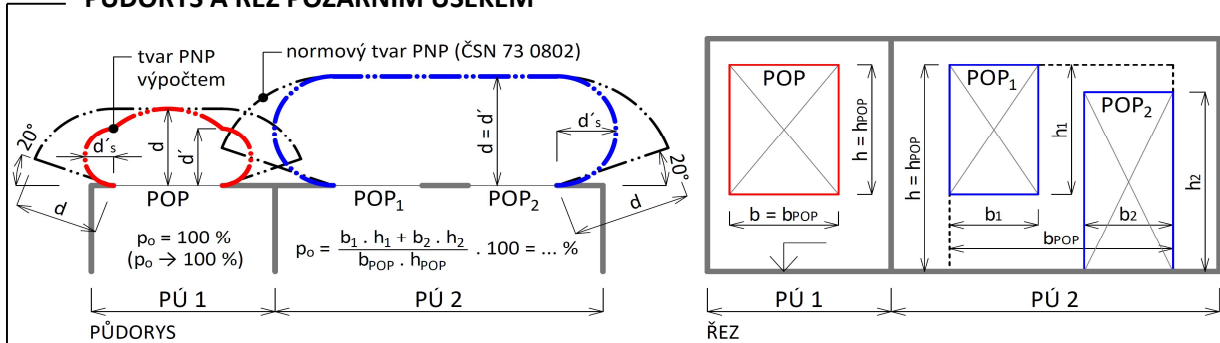 PŮDORYS A ŘEZ POŽÁRNÍM ÚSEKEM
tvar PNP
výpočtem
normový tvar PNP (ČSN 73 0802)
20°
d´s
d
d´
d
d = d´
d´s
20°
d
POP
POP1
POP2
po = 100 %
(po → 100 %)
po = b1 . h1 + b2 . h2 / bPOP . hPOP . 100 = ... %
PÚ 1
PÚ 2
PŮDORYS
POP
h = hPOP
b = bPOP
h = hPOP
POP1
h1
POP2
h2
b1
b2
bPOP
PÚ 1
PÚ 2
ŘEZ